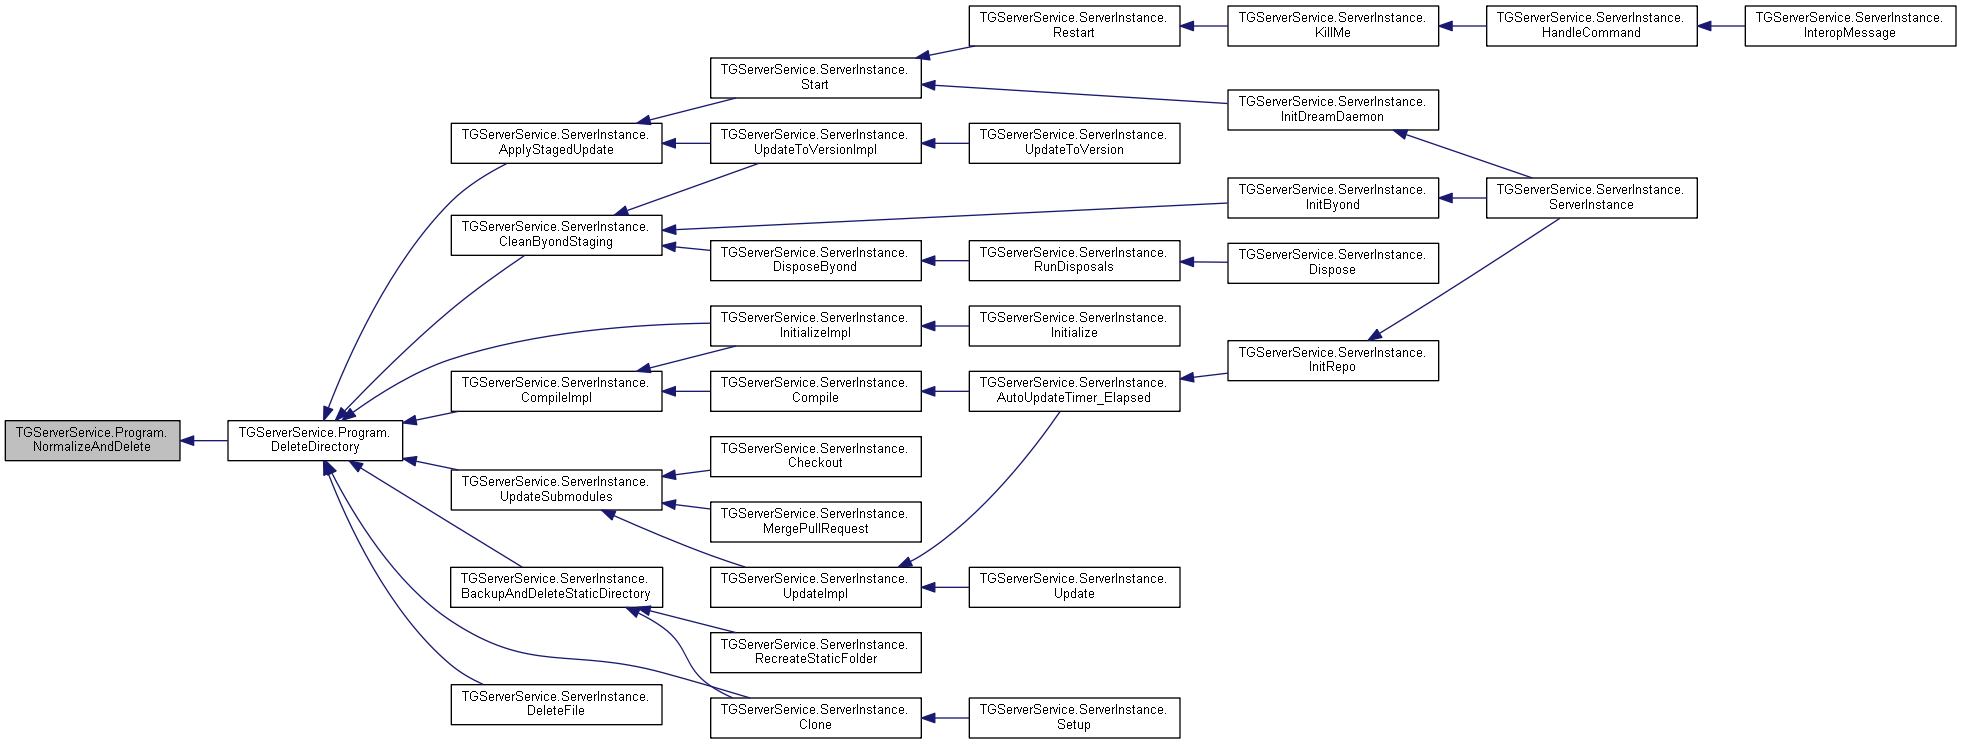 TGServerService.Program.
NormalizeAndDelete
TGServerService.Program.
DeleteDirectory
TGServerService.ServerInstance.
ApplyStagedUpdate
TGServerService.ServerInstance.
CleanByondStaging
TGServerService.ServerInstance.
CompileImpl
TGServerService.ServerInstance.
UpdateSubmodules
TGServerService.ServerInstance.
BackupAndDeleteStaticDirectory
TGServerService.ServerInstance.
DeleteFile
TGServerService.ServerInstance.
Start
TGServerService.ServerInstance.
UpdateToVersionImpl
TGServerService.ServerInstance.
DisposeByond
TGServerService.ServerInstance.
InitializeImpl
TGServerService.ServerInstance.
Compile
TGServerService.ServerInstance.
Checkout
TGServerService.ServerInstance.
MergePullRequest
TGServerService.ServerInstance.
UpdateImpl
TGServerService.ServerInstance.
RecreateStaticFolder
TGServerService.ServerInstance.
Clone
TGServerService.ServerInstance.
Restart
TGServerService.ServerInstance.
UpdateToVersion
TGServerService.ServerInstance.
RunDisposals
TGServerService.ServerInstance.
Initialize
TGServerService.ServerInstance.
AutoUpdateTimer_Elapsed
TGServerService.ServerInstance.
Update
TGServerService.ServerInstance.
Setup
TGServerService.ServerInstance.
KillMe
TGServerService.ServerInstance.
InitDreamDaemon
TGServerService.ServerInstance.
InitByond
TGServerService.ServerInstance.
Dispose
TGServerService.ServerInstance.
InitRepo
TGServerService.ServerInstance.
HandleCommand
TGServerService.ServerInstance.
ServerInstance
TGServerService.ServerInstance.
InteropMessage